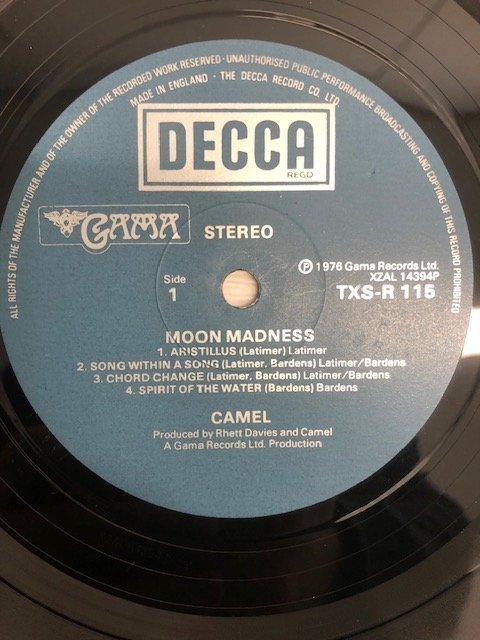 ALL RIGHTS OF THE MANUFACTURER AND OF THE OWNER OF THE RECORDED WORK RESERVED · UNAUTHORISED PUBLIC PERFORMANCE BROADCASTING AND COPYING OF THIS RECORD PROHIBITED
MADE IN ENGLAND · THE DECCA RECORD CO. LTD.
DECCA
REGD
GAMA
STEREO
Ⓟ 1976 Gama Records Ltd.
XZAL 14394P
TXS-R 115
Side
1
MOON MADNESS
1. ARISTILLUS (Latimer) Latimer
2. SONG WITHIN A SONG (Latimer, Bardens) Latimer/Bardens
3. CHORD CHANGE (Latimer, Bardens) Latimer/Bardens
4. SPIRIT OF THE WATER (Bardens) Bardens
CAMEL
Produced by Rhett Davies and Camel
A Gama Records Ltd. Production